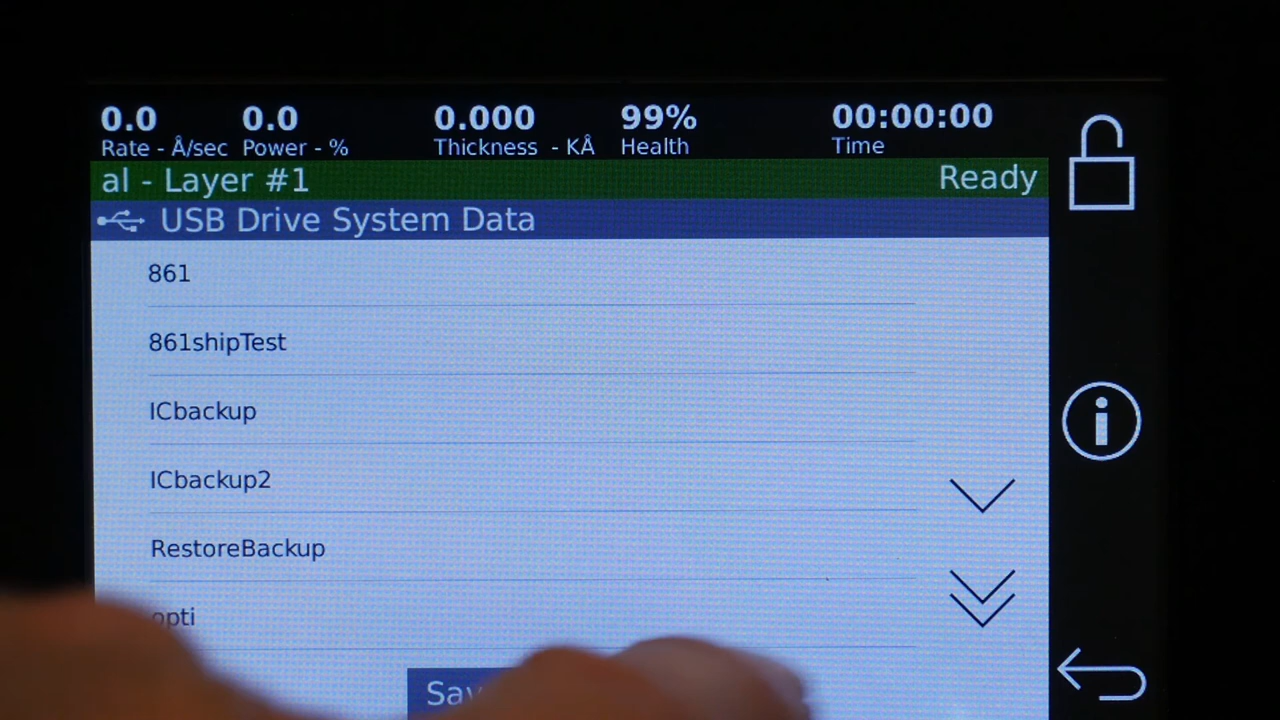 0.0 0.0 0.000 99% 00:00:00
Rate - Å/sec Power - % Thickness - KÅ Health Time
al - Layer #1 Ready
USB Drive System Data
861
861shipTest
ICbackup
ICbackup2
RestoreBackup
opti